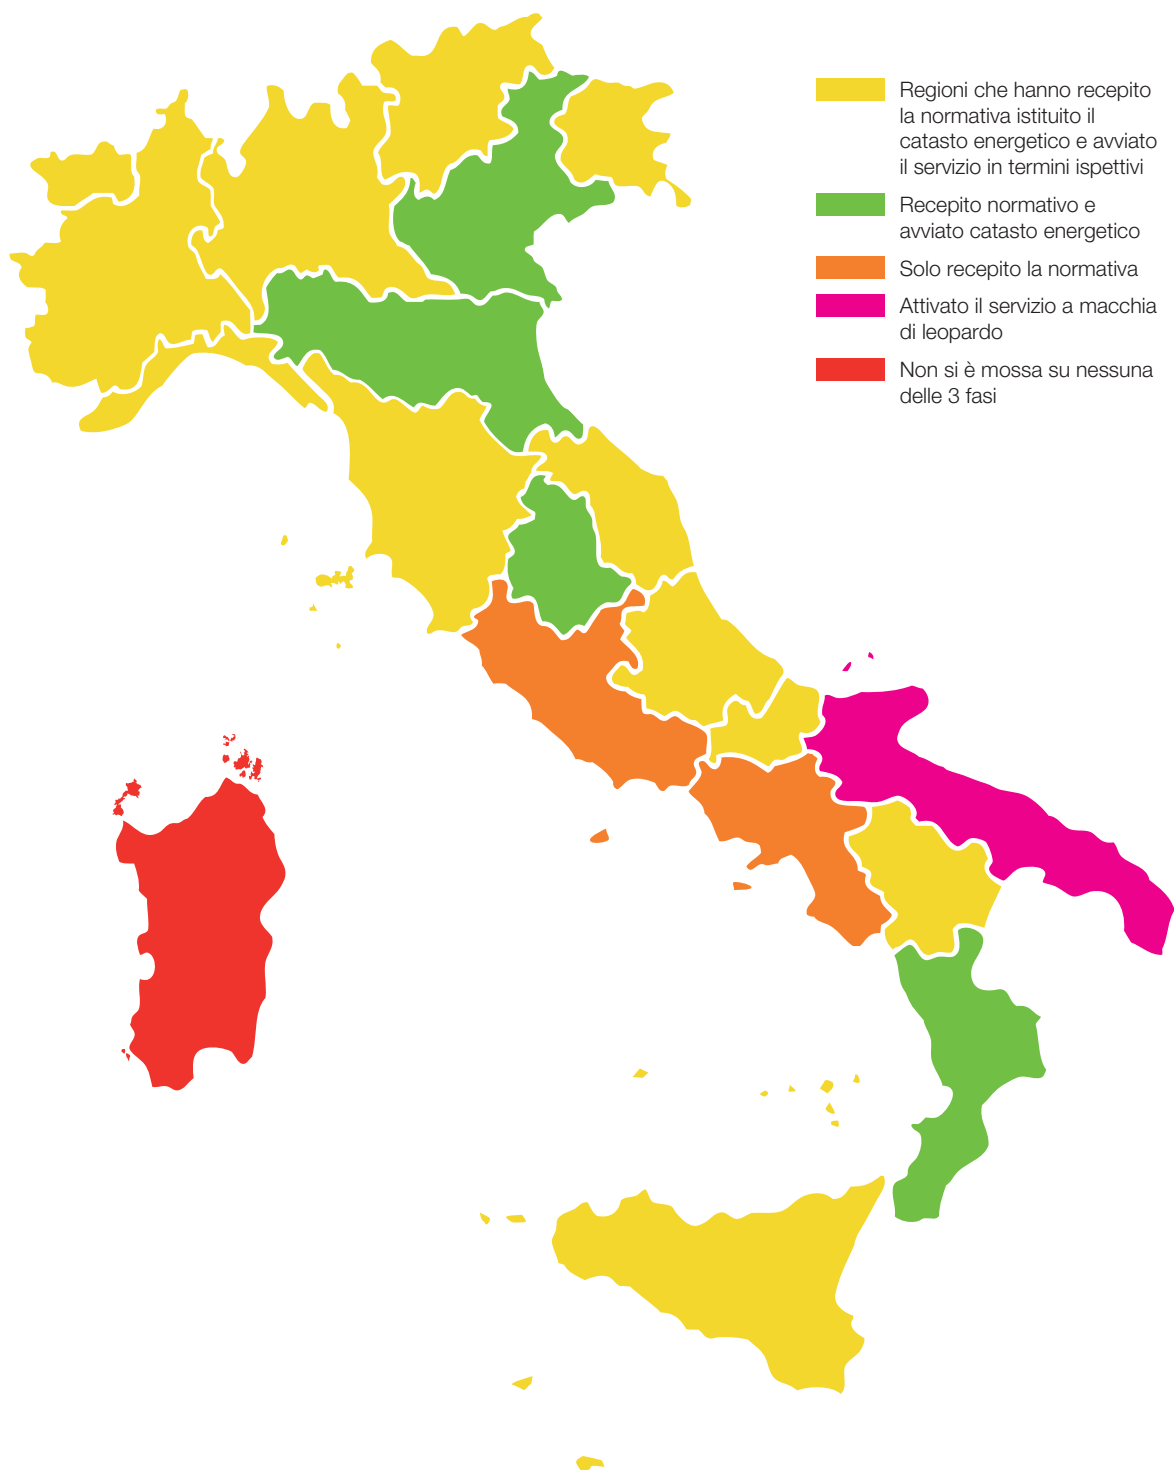 Regioni che hanno recepito
la normativa istituito il
catasto energetico e avviato
il servizio in termini ispettivi
Recepito normativo e
avviato catasto energetico
Solo recepito la normativa
Attivato il servizio a macchia
di leopardo
Non si è mossa su nessuna
delle 3 fasi